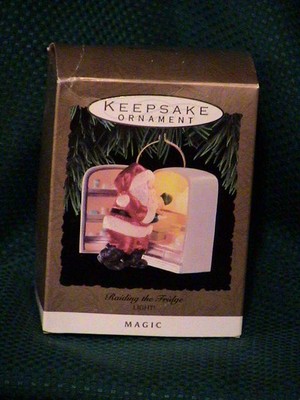 KEEPSAKE
ORNAMENT
Raiding the Fridge
LIGHT!
MAGIC